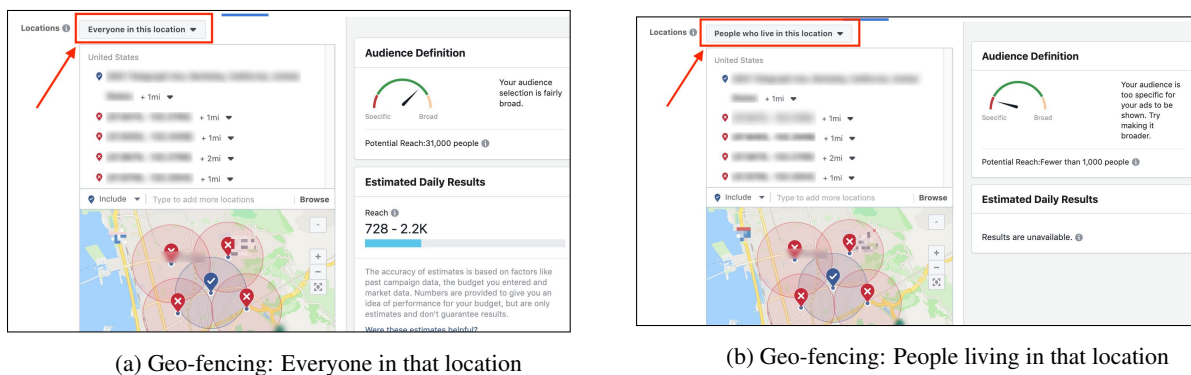 Locations
Everyone in this location
United States
+ 1mi
+ 1mi
+ 1mi
+ 2mi
+ 1mi
Include
Type to add more locations
Browse
Audience Definition
Your audience
selection is fairly
broad.
Specific
Broad
Potential Reach:31,000 people
Estimated Daily Results
Reach
728 - 2.2K
The accuracy of estimates is based on factors like
past campaign data, the budget you entered and
market data. Numbers are provided to give you an
idea of performance for your budget, but are only
estimates and don't guarantee results.
Were these estimates helpful?
(a) Geo-fencing: Everyone in that location
Locations
People who live in this location
United States
+ 1mi
+ 1mi
+ 1mi
+ 2mi
+ 1mi
Include
Type to add more locations
Browse
Audience Definition
Your audience is
too specific for
your ads to be
shown. Try
making it
broader.
Specific
Broad
Potential Reach:Fewer than 1,000 people
Estimated Daily Results
Results are unavailable.
(b) Geo-fencing: People living in that location